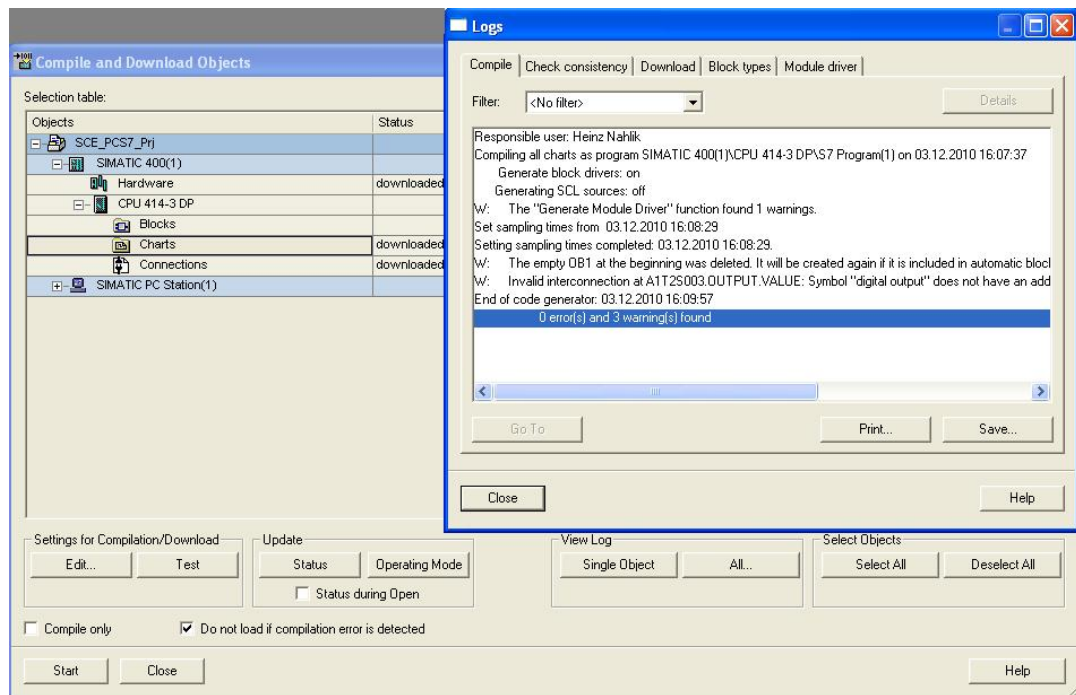 Compile and Download Objects
Selection table:
Objects Status
SCE_PCS7_Prj
SIMATIC 400(1)
Hardware downloaded
CPU 414-3 DP
Blocks
Charts downloaded
Connections downloaded
SIMATIC PC Station(1)
Logs
Compile Check consistency Download Block types Module driver
Filter: <No filter> Details
Responsible user: Heinz Nahlik
Compiling all charts as program SIMATIC 400(1)\CPU 414-3 DP\S7 Program(1) on 03.12.2010 16:07:37
Generate block drivers: on
Generating SCL sources: off
W: The "Generate Module Driver" function found 1 warnings.
Set sampling times from 03.12.2010 16:08:29
Setting sampling times completed: 03.12.2010 16:08:29.
W: The empty OB1 at the beginning was deleted. It will be created again if it is included in automatic bloc
W: Invalid interconnection at A1T2S003.OUTPUT.VALUE: Symbol "digital output" does not have an add
End of code generator: 03.12.2010 16:09:57
0 error(s) and 3 warning(s) found
Go To Print... Save...
Close Help
Settings for Compilation/Download Update View Log Select Objects
Edit... Test Status Operating Mode Single Object All... Select All Deselect All
Status during Open
Compile only Do not load if compilation error is detected
Start Close Help